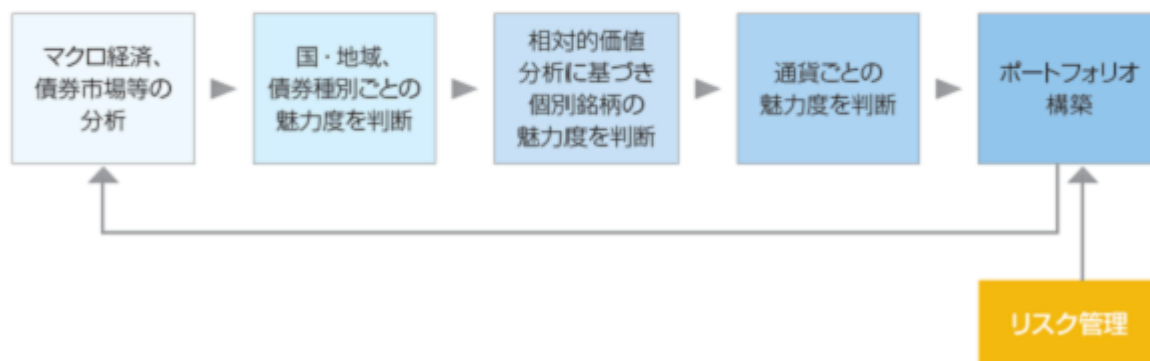 マクロ経済、
債券市場等の
分析
国・地域、
債券種別ごとの
魅力度を判断
相対的価値
分析に基づき
個別銘柄の
魅力度を判断
通貨ごとの
魅力度を判断
ポートフォリオ
構築
リスク管理